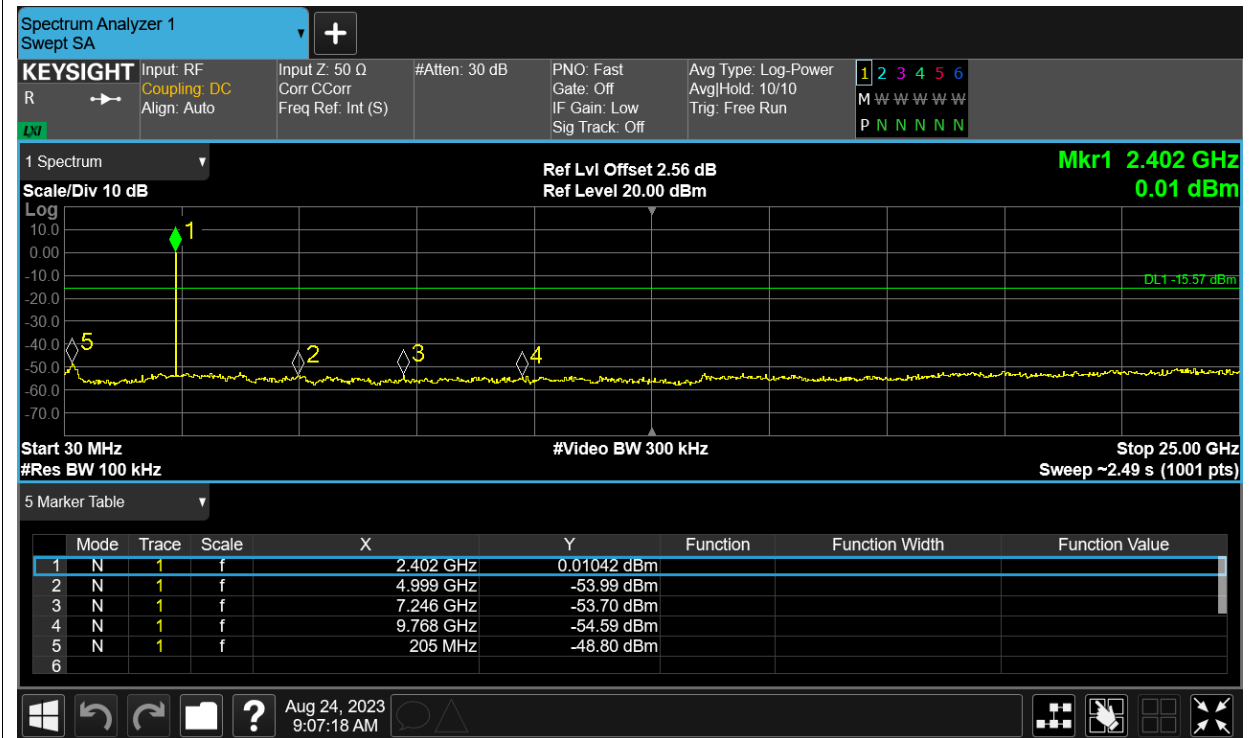 Spectrum Analyzer 1
Swept SA
KEYSIGHT Input: RF Input Z: 50 Ω #Atten: 30 dB PNO: Fast Avg Type: Log-Power 1 2 3 4 5 6
R Coupling: DC Corr CCorr Gate: Off Avg|Hold: 10/10 M W W W W W
Align: Auto Freq Ref: Int (S) IF Gain: Low Trig: Free Run
LXI Sig Track: Off P N N N N N
1 Spectrum Ref Lvl Offset 2.56 dB Mkr1 2.402 GHz
Scale/Div 10 dB Ref Level 20.00 dBm 0.01 dBm
Log
10.0 1
0.00
-10.0 DL1 -15.57 dBm
-20.0
-30.0
-40.0 5 2 3 4
-50.0
-60.0
-70.0
Start 30 MHz #Video BW 300 kHz Stop 25.00 GHz
#Res BW 100 kHz Sweep ~2.49 s (1001 pts)
5 Marker Table
Mode Trace Scale X Y Function Function Width Function Value
1 N 1 f 2.402 GHz 0.01042 dBm
2 N 1 f 4.999 GHz -53.99 dBm
3 N 1 f 7.246 GHz -53.70 dBm
4 N 1 f 9.768 GHz -54.59 dBm
5 N 1 f 205 MHz -48.80 dBm
6
? Aug 24, 2023
9:07:18 AM